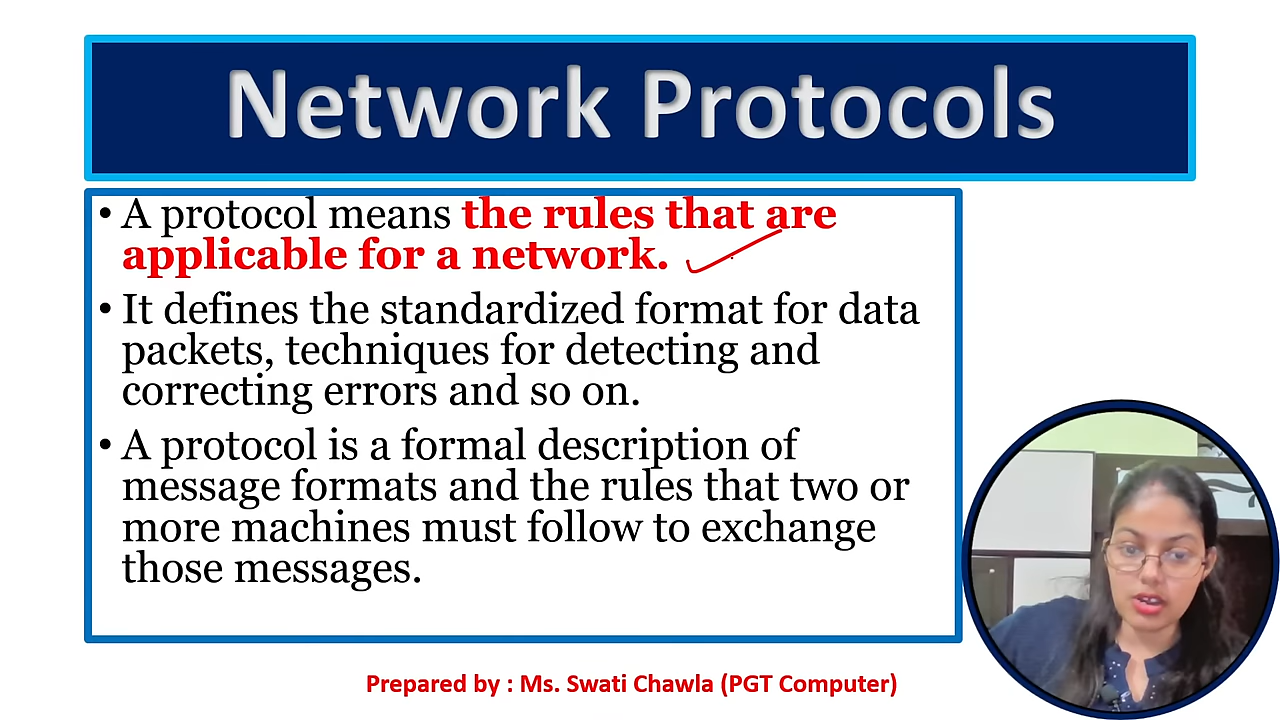 Network Protocols
• A protocol means the rules that are
applicable for a network.
• It defines the standardized format for data
packets, techniques for detecting and
correcting errors and so on.
• A protocol is a formal description of
message formats and the rules that two or
more machines must follow to exchange
those messages.
Prepared by : Ms. Swati Chawla (PGT Computer)